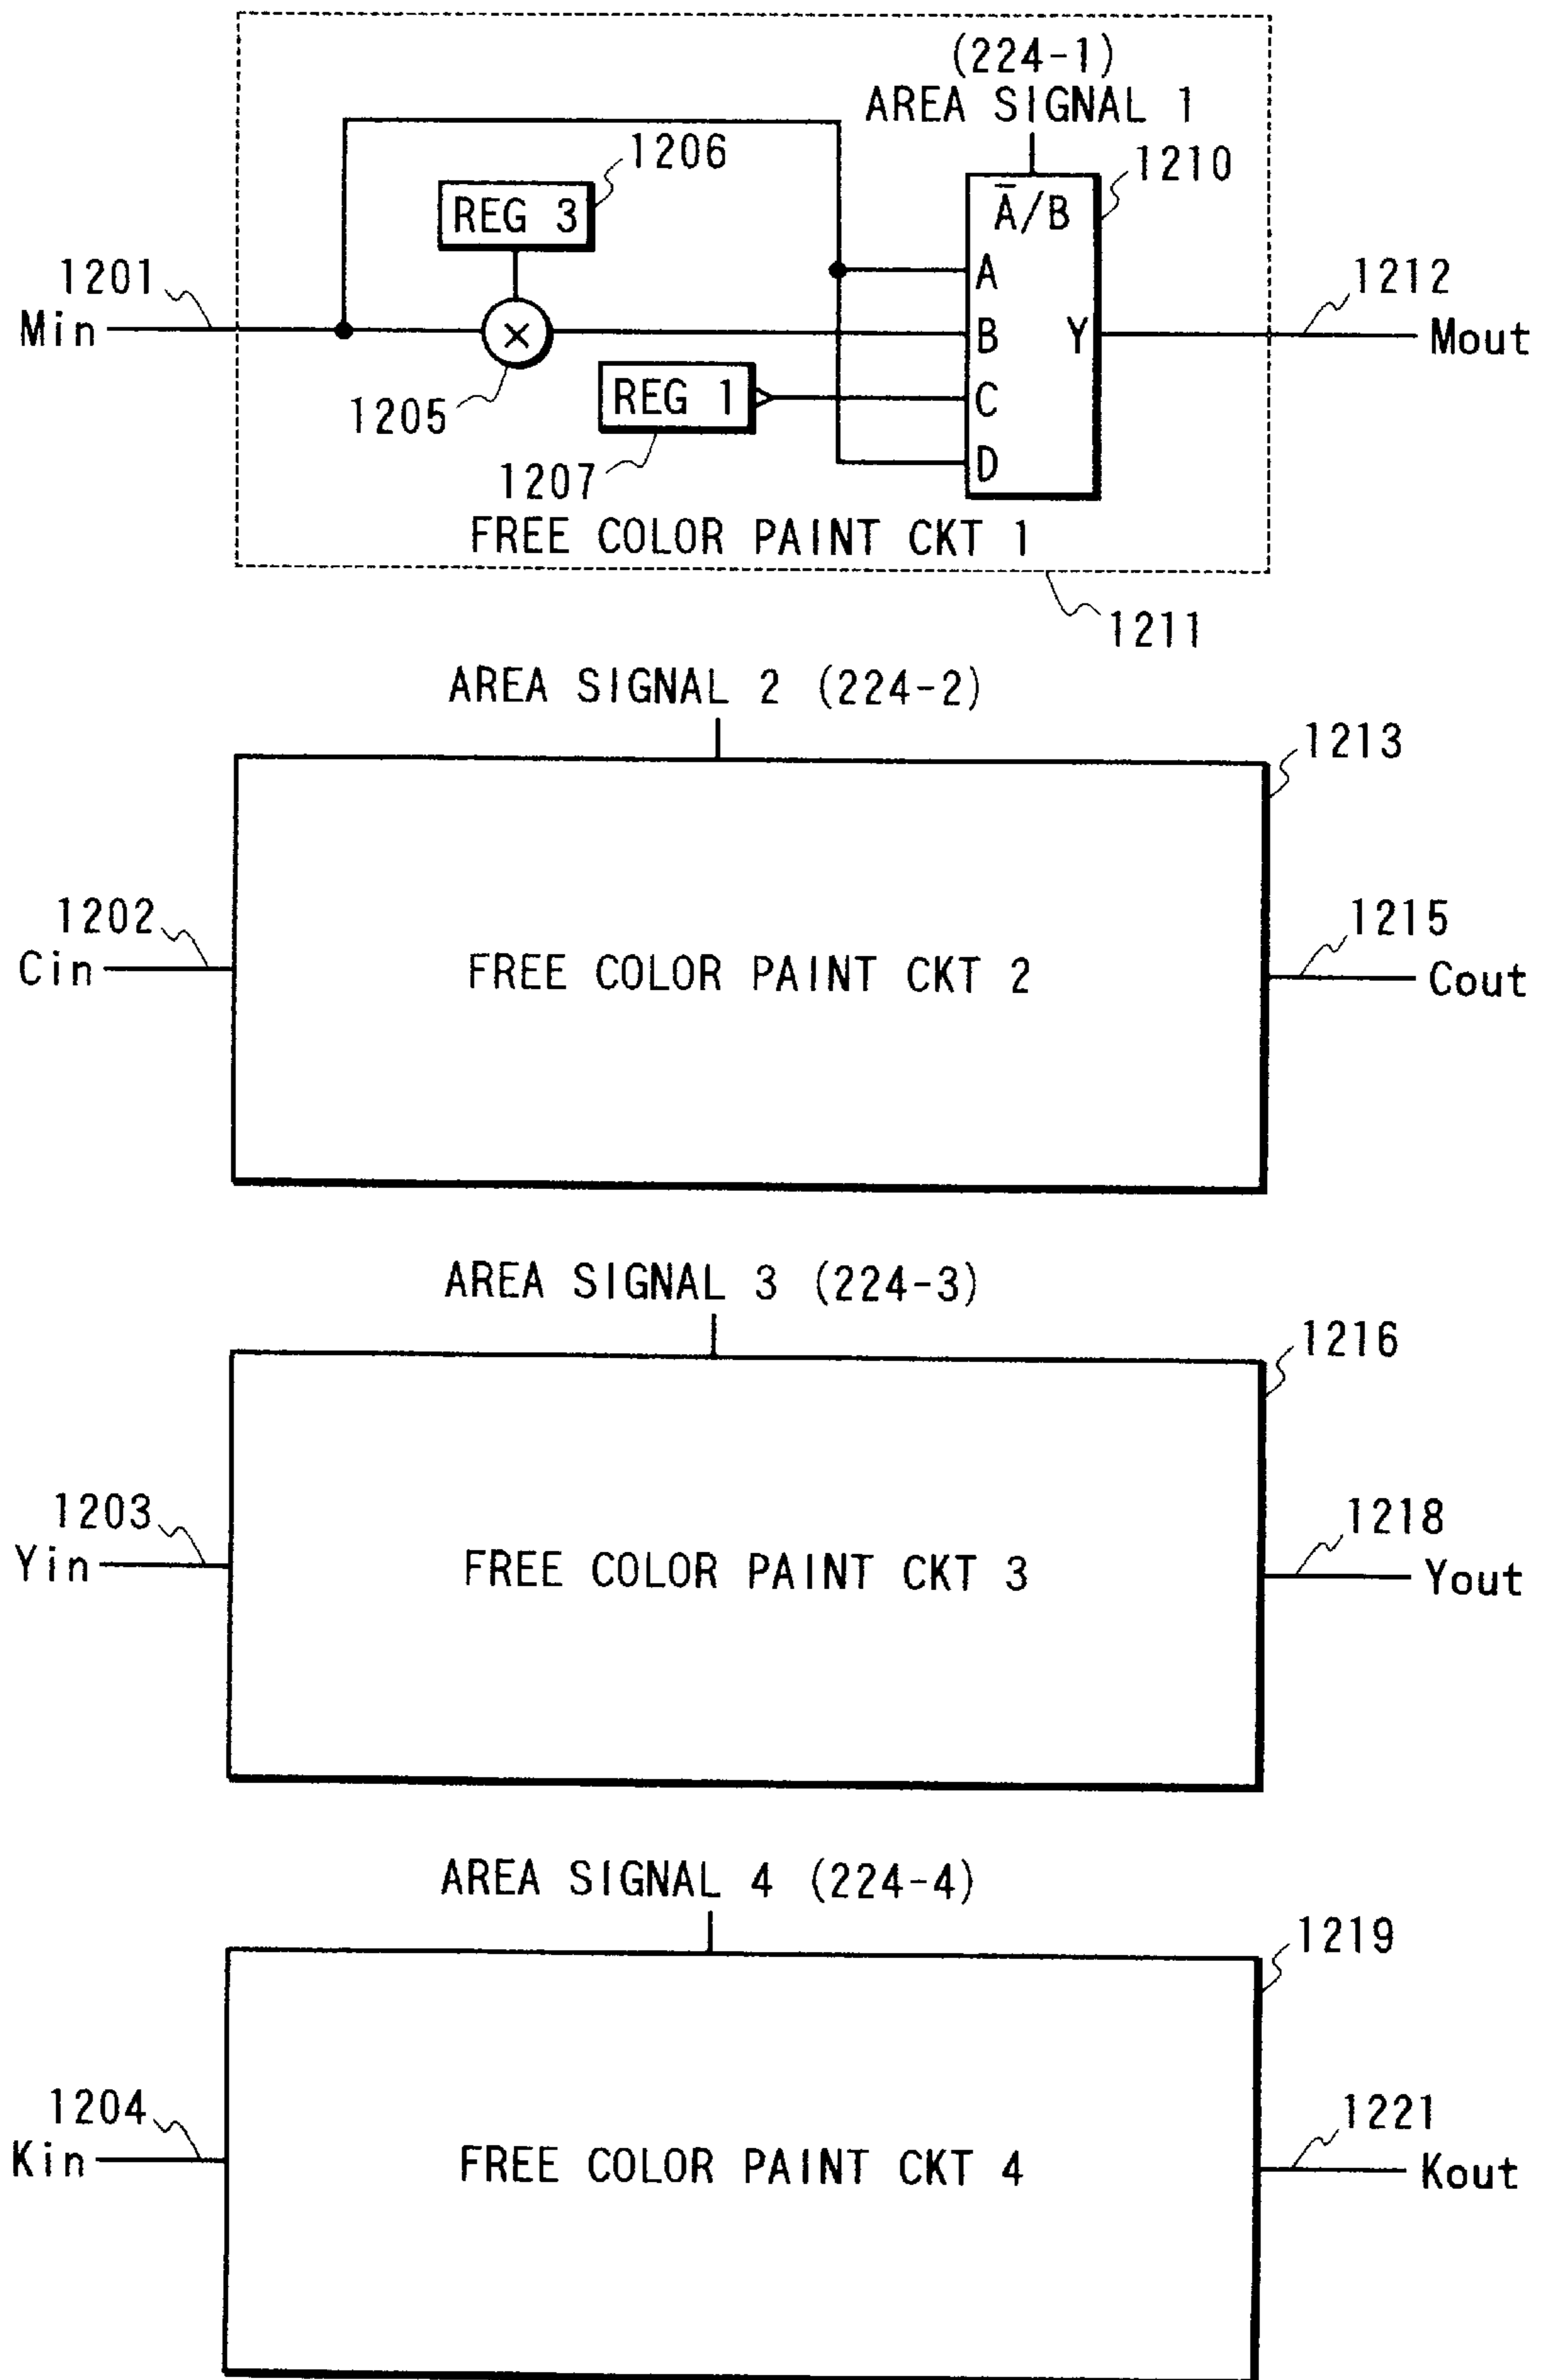 (224-1)
AREA SIGNAL 1
1206
REG 3
1210
A̅/B
1201
Min
A
B
C
D
Y
1212
Mout
×
1205
REG 1
1207
FREE COLOR PAINT CKT 1
1211
AREA SIGNAL 2 (224-2)
1213
1202
Cin
FREE COLOR PAINT CKT 2
1215
Cout
AREA SIGNAL 3 (224-3)
1216
1203
Yin
FREE COLOR PAINT CKT 3
1218
Yout
AREA SIGNAL 4 (224-4)
1219
1204
Kin
FREE COLOR PAINT CKT 4
1221
Kout